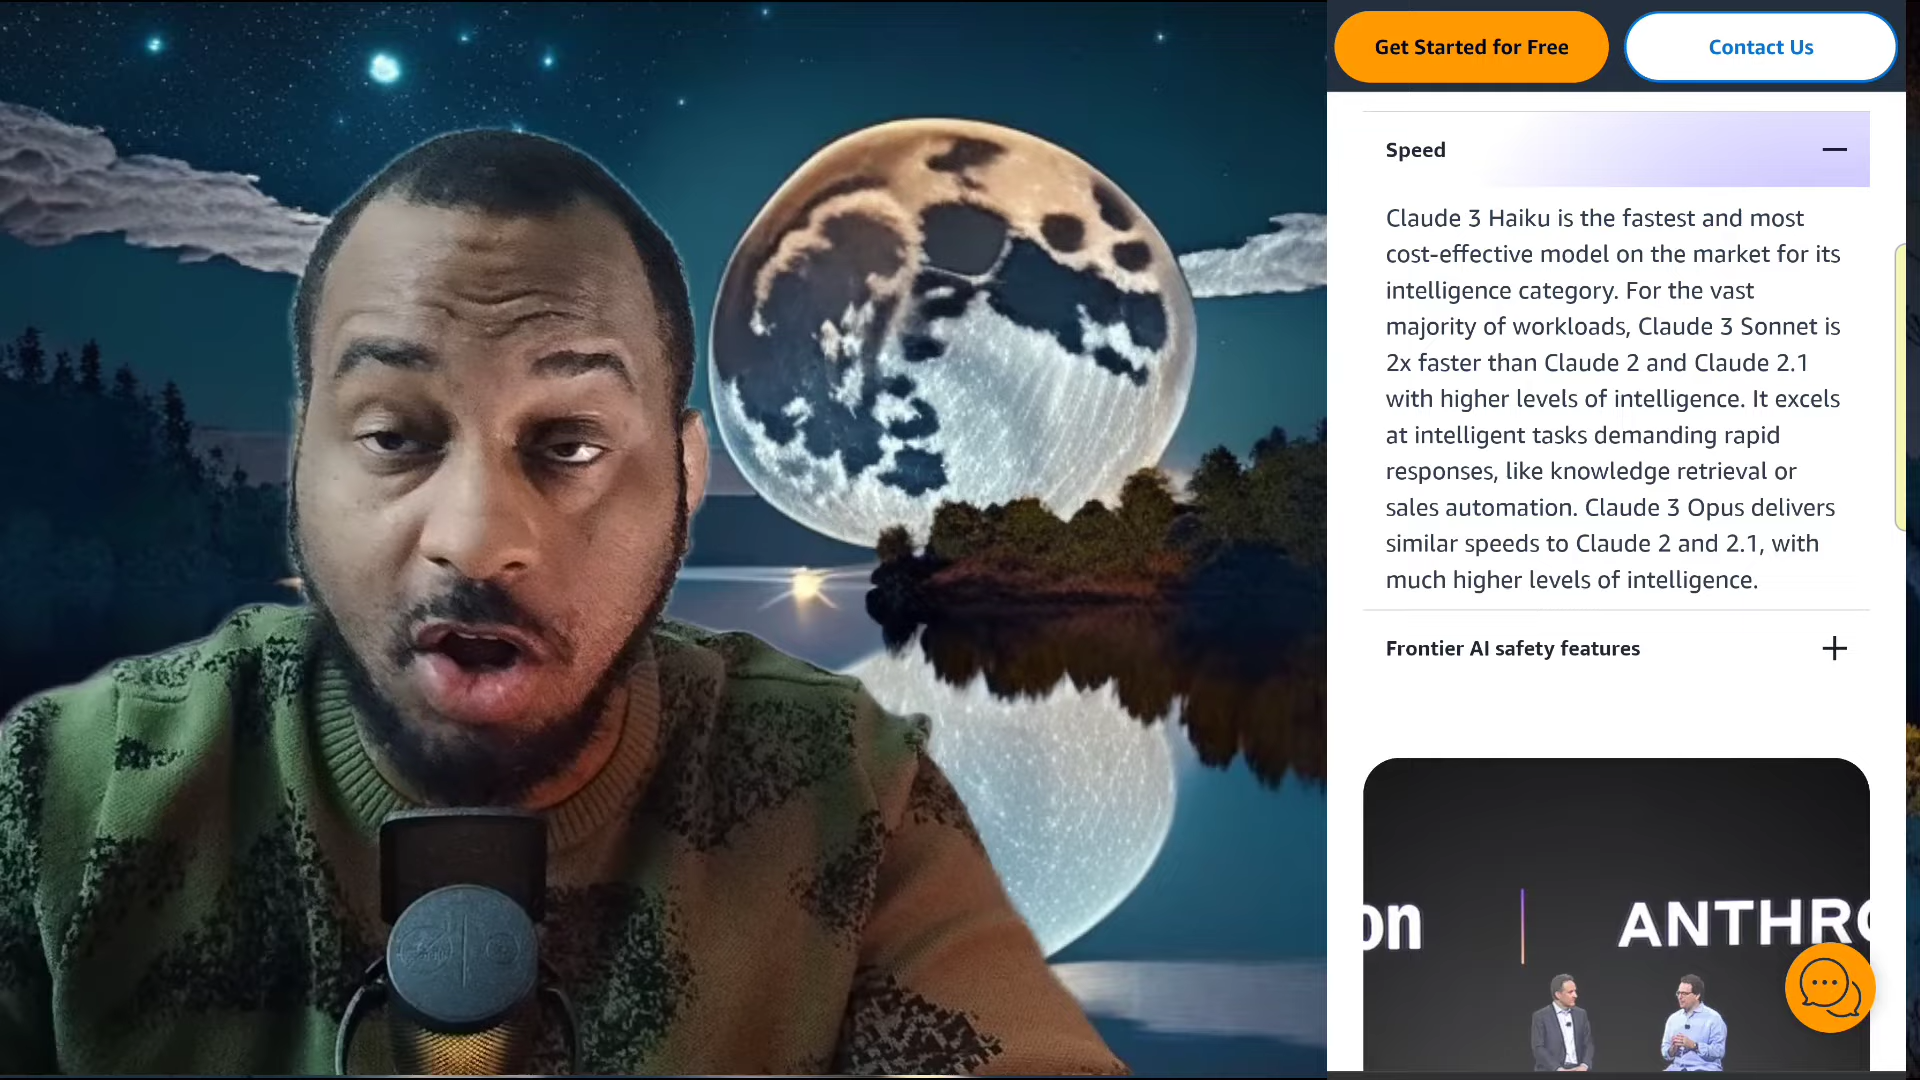 Get Started for Free
Contact Us
Speed
Claude 3 Haiku is the fastest and most
cost-effective model on the market for its
intelligence category. For the vast
majority of workloads, Claude 3 Sonnet is
2x faster than Claude 2 and Claude 2.1
with higher levels of intelligence. It excels
at intelligent tasks demanding rapid
responses, like knowledge retrieval or
sales automation. Claude 3 Opus delivers
similar speeds to Claude 2 and 2.1, with
much higher levels of intelligence.
Frontier AI safety features
on
ANTHRO